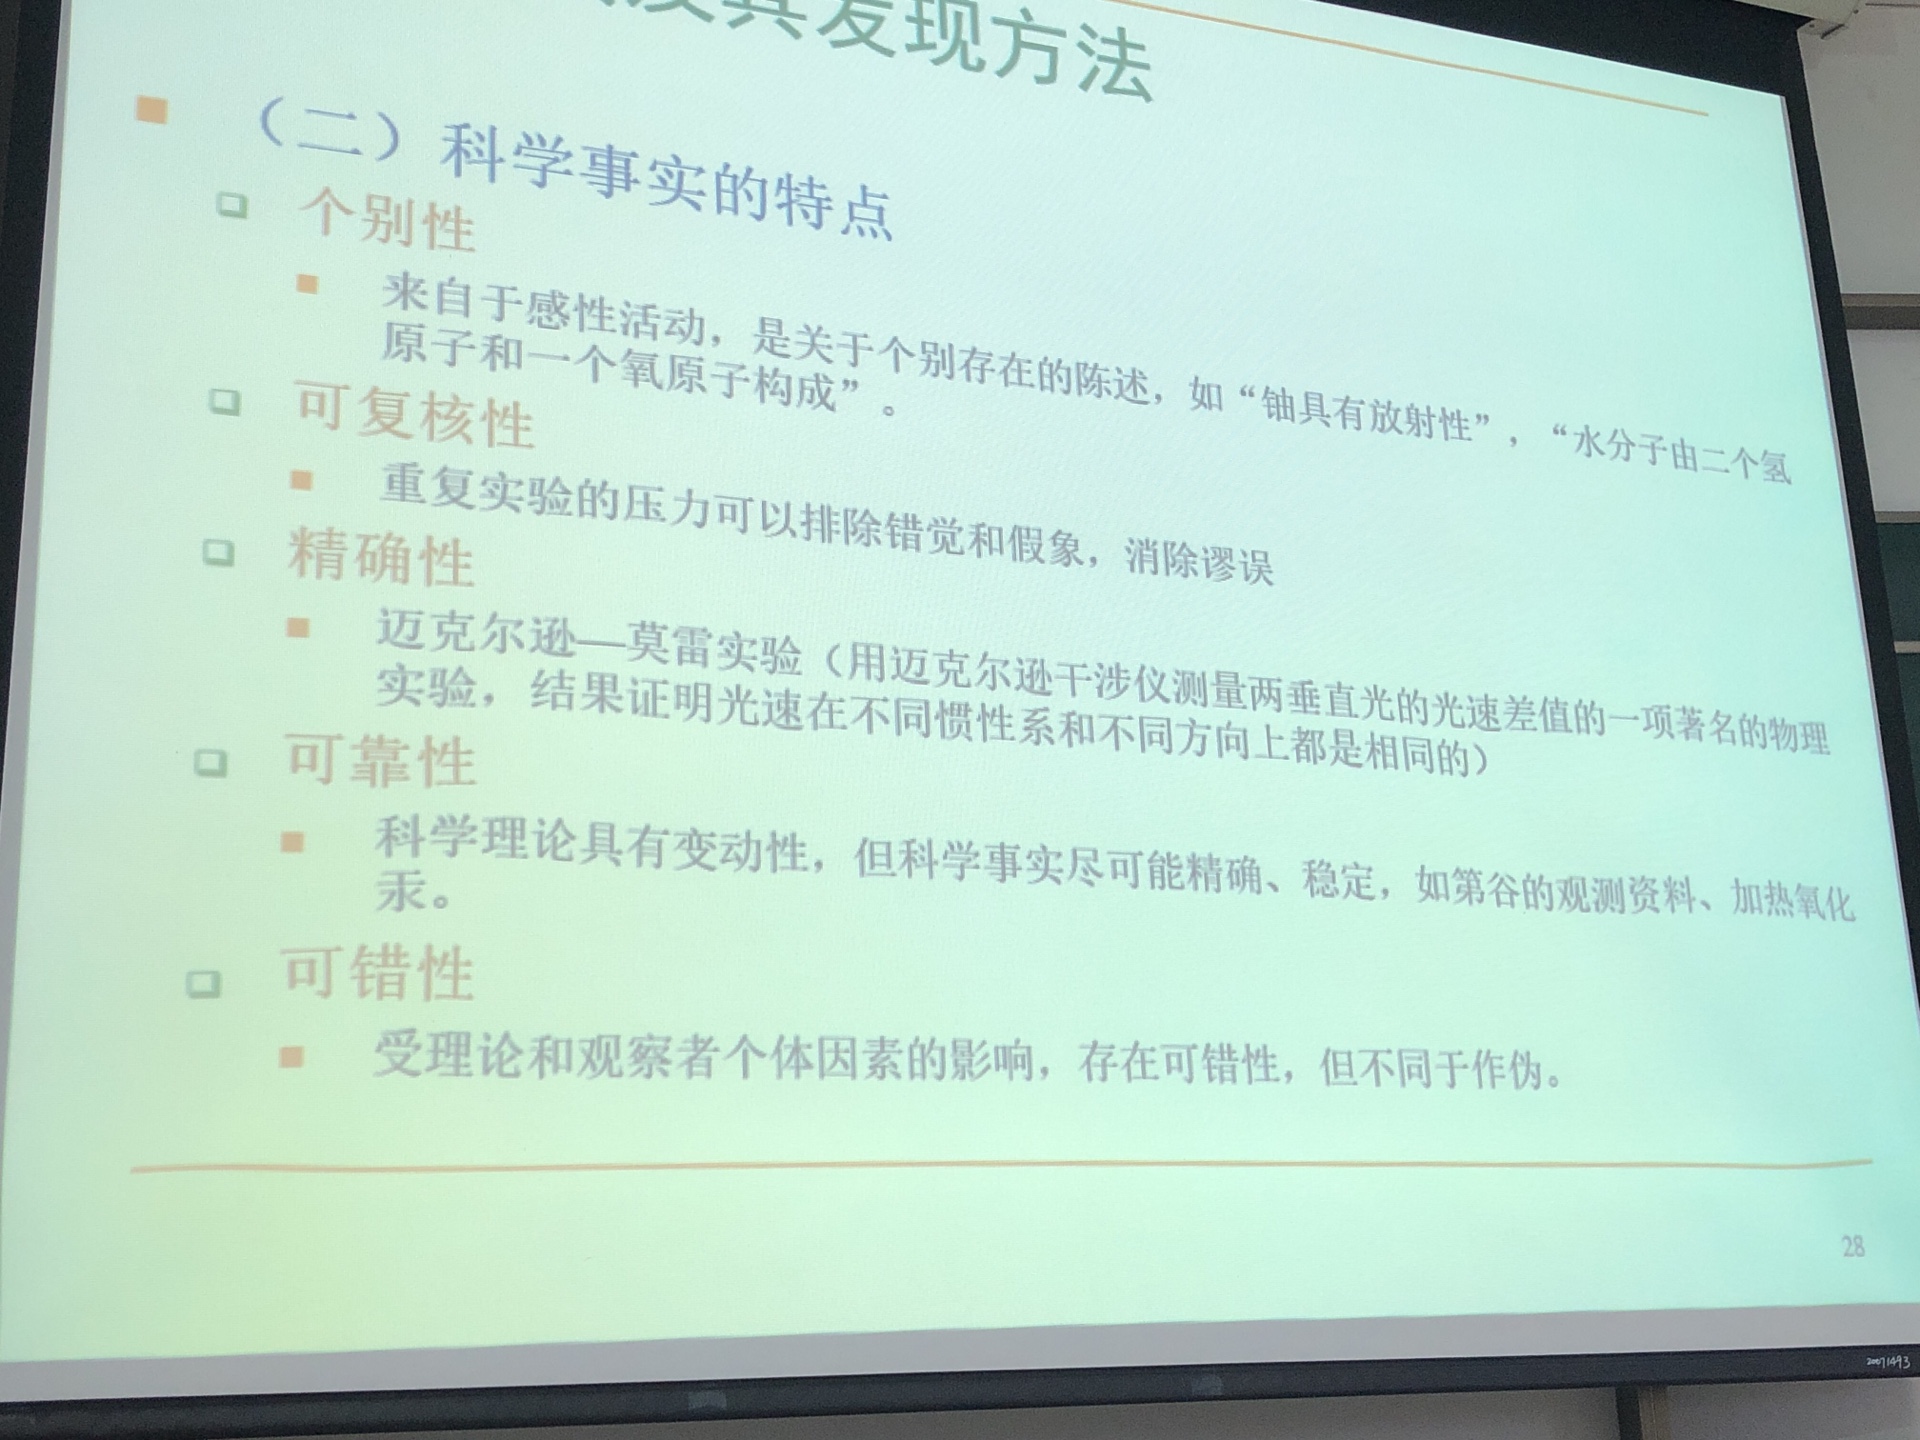 及其发现方法
（二）科学事实的特点
个别性
来自于感性活动，是关于个别存在的陈述，如“铀具有放射性”，“水分子由二个氢
原子和一个氧原子构成”。
可复核性
重复实验的压力可以排除错觉和假象，消除谬误
精确性
迈克尔逊—莫雷实验（用迈克尔逊干涉仪测量两垂直光的光速差值的一项著名的物理
实验，结果证明光速在不同惯性系和不同方向上都是相同的）
可靠性
科学理论具有变动性，但科学事实尽可能精确、稳定，如第谷的观测资料、加热氧化
汞。
可错性
受理论和观察者个体因素的影响，存在可错性，但不同于作伪。
28
20071493